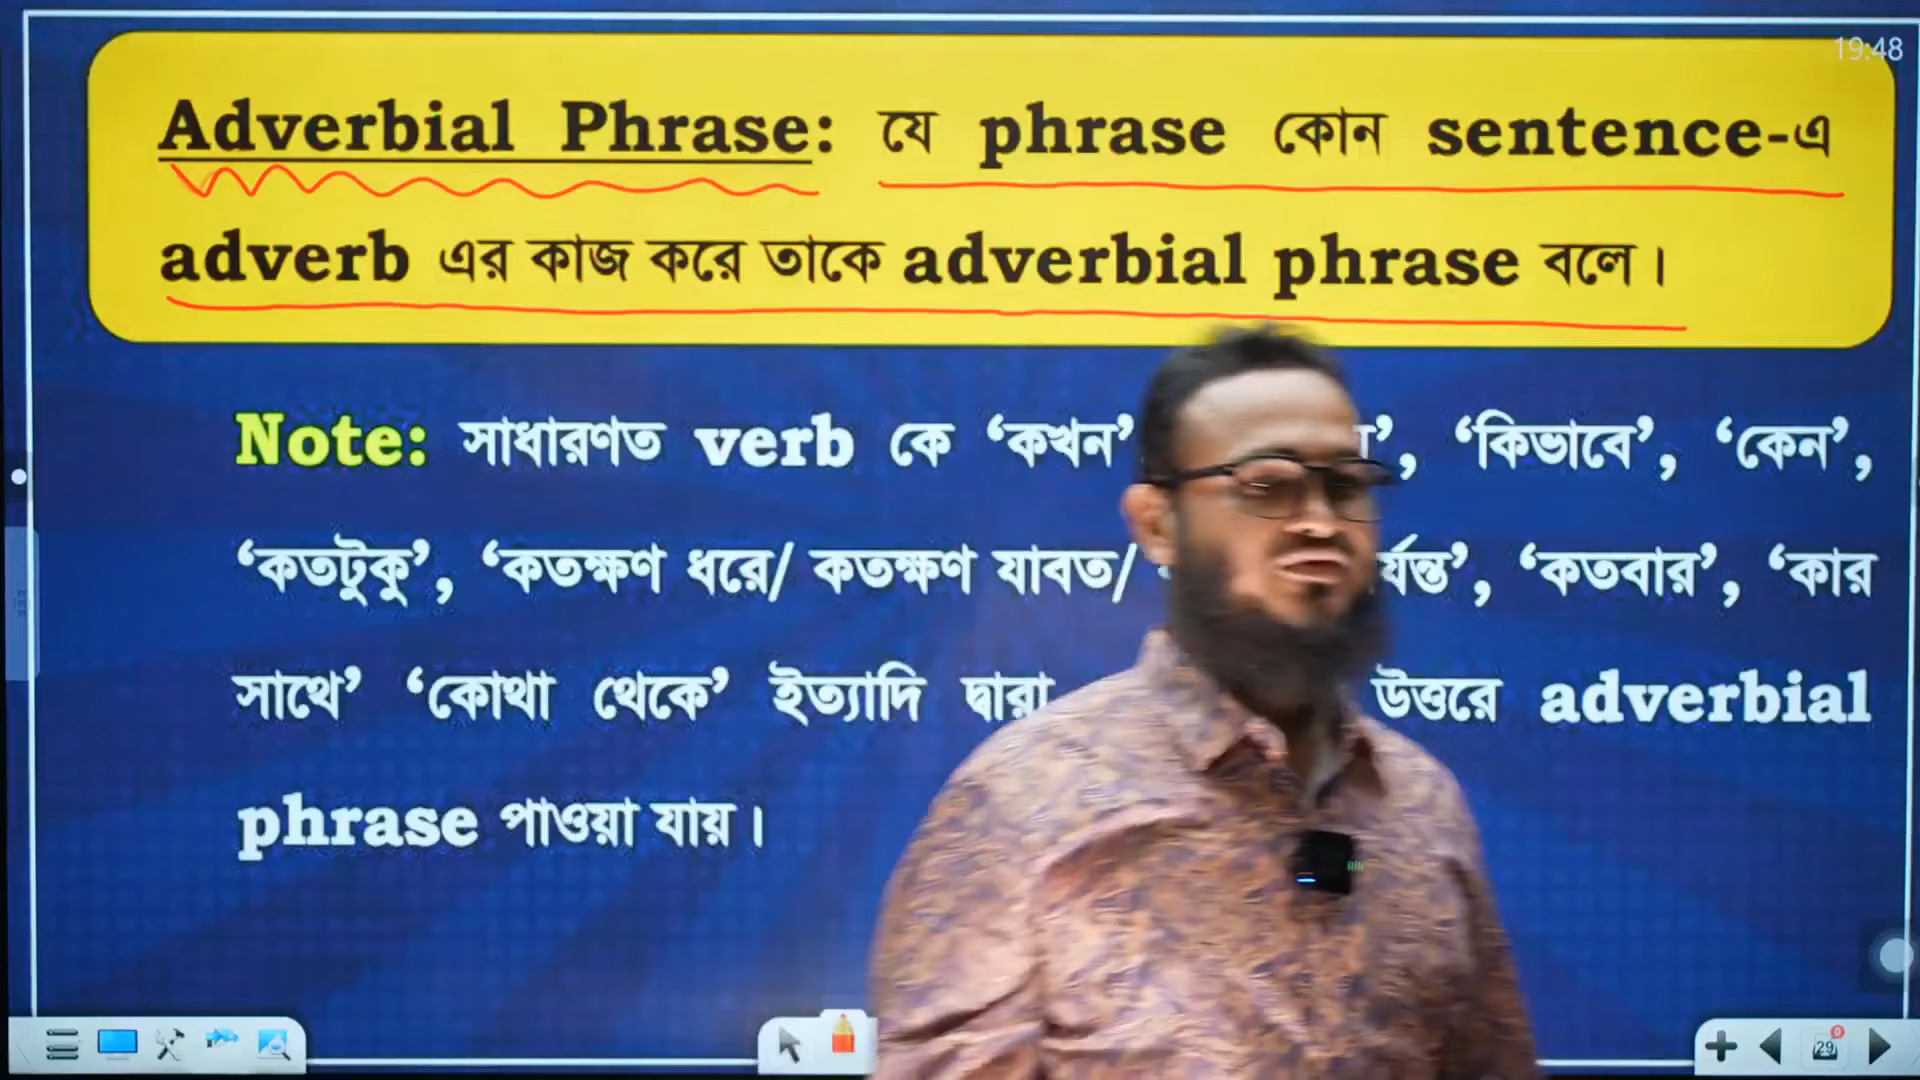 19:48
Adverbial Phrase: যে phrase কোন sentence-এ
adverb এর কাজ করে তাকে adverbial phrase বলে।
Note: সাধারণত verb কে ‘কখন’ ’, ‘কিভাবে’, ‘কেন’,
‘কতটুকু’, ‘কতক্ষণ ধরে/ কতক্ষণ যাবত/ র্যন্ত’, ‘কতবার’, ‘কার
সাথে’ ‘কোথা থেকে’ ইত্যাদি দ্বারা উত্তরে adverbial
phrase পাওয়া যায়।
29
0